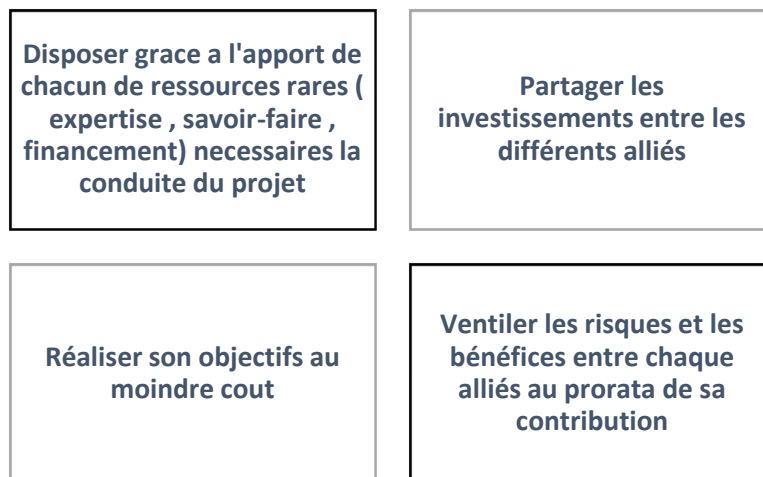 Disposer grace a l'apport de
chacun de ressources rares (
expertise , savoir-faire ,
financement) necessaires la
conduite du projet
Partager les
investissements entre les
différents alliés
Réaliser son objectifs au
moindre cout
Ventiler les risques et les
bénéfices entre chaque
alliés au prorata de sa
contribution